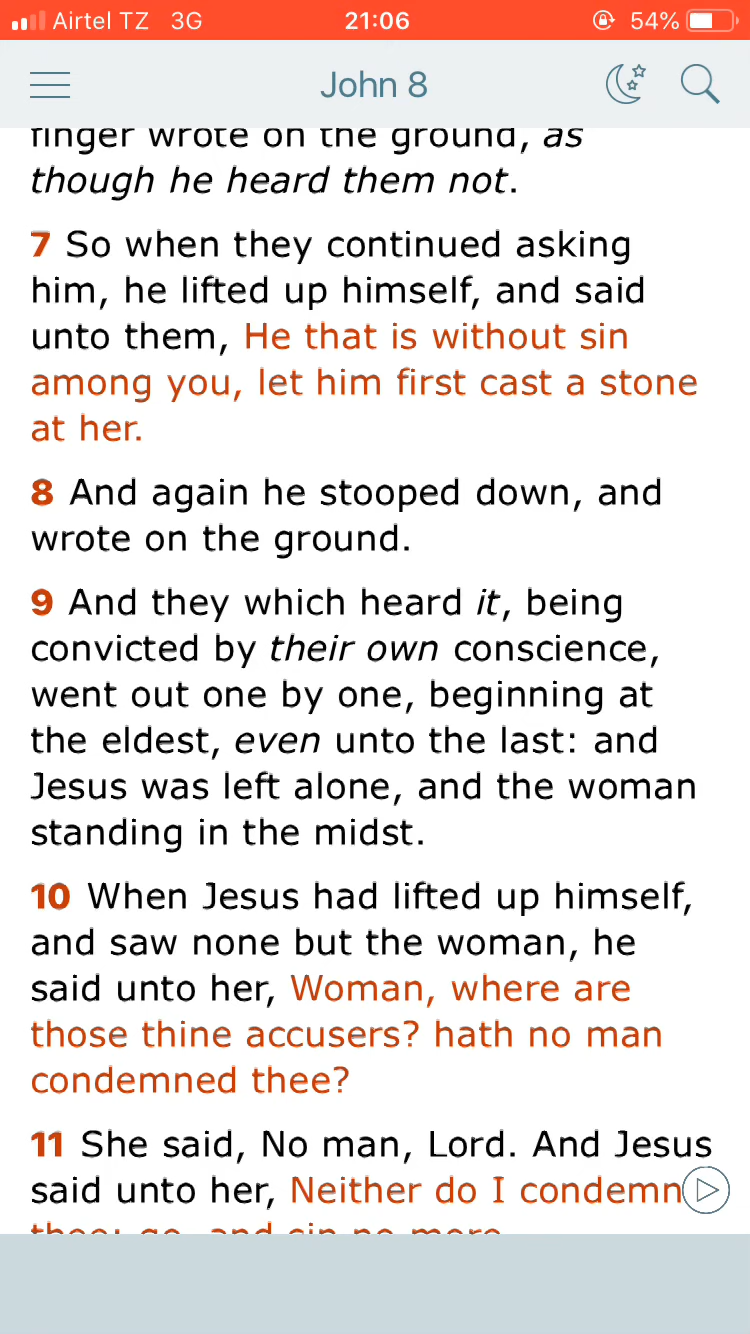 Airtel TZ 3G 21:06 54%
John 8
finger wrote on the ground, as
though he heard them not.
7 So when they continued asking
him, he lifted up himself, and said
unto them, He that is without sin
among you, let him first cast a stone
at her.
8 And again he stooped down, and
wrote on the ground.
9 And they which heard it, being
convicted by their own conscience,
went out one by one, beginning at
the eldest, even unto the last: and
Jesus was left alone, and the woman
standing in the midst.
10 When Jesus had lifted up himself,
and saw none but the woman, he
said unto her, Woman, where are
those thine accusers? hath no man
condemned thee?
11 She said, No man, Lord. And Jesus
said unto her, Neither do I condemn
thee: go, and sin no more.